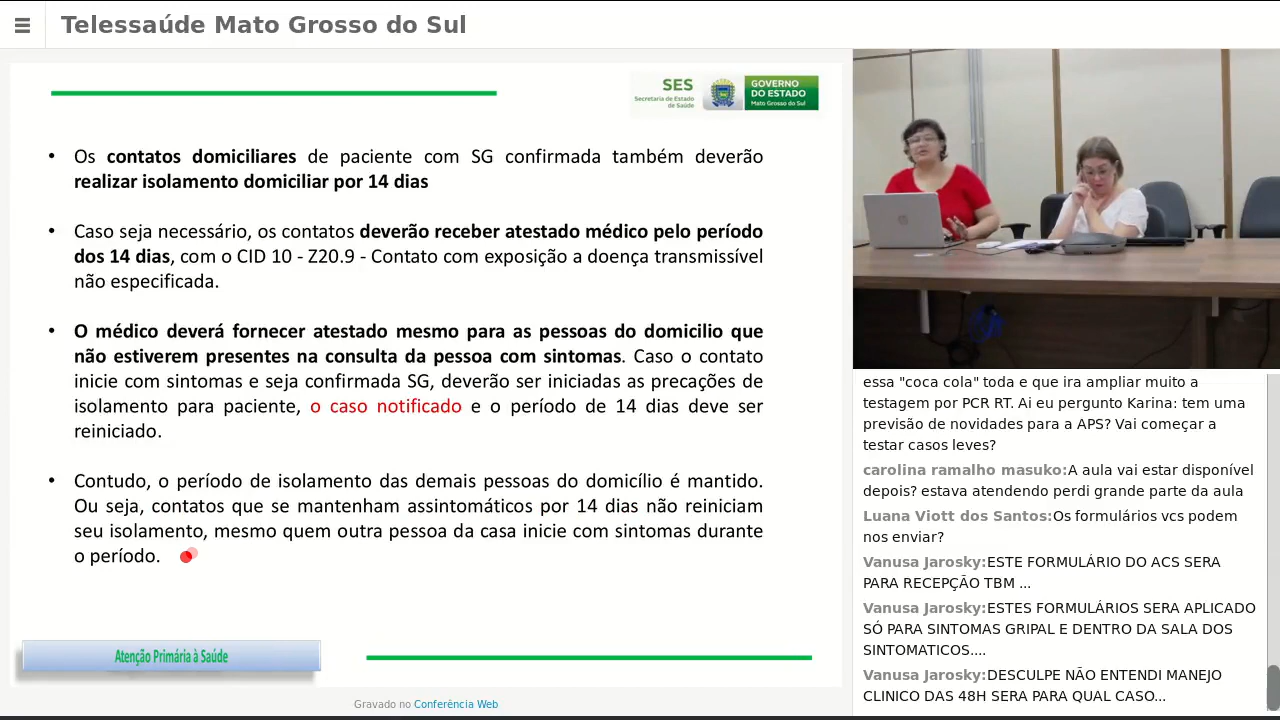 Telessaúde Mato Grosso do Sul
SES
Secretaria de Estado
de Saúde
GOVERNO
DO ESTADO
Mato Grosso do Sul
• Os contatos domiciliares de paciente com SG confirmada também deverão
realizar isolamento domiciliar por 14 dias
• Caso seja necessário, os contatos deverão receber atestado médico pelo período
dos 14 dias, com o CID 10 - Z20.9 - Contato com exposição a doença transmissível
não especificada.
• O médico deverá fornecer atestado mesmo para as pessoas do domicilio que
não estiverem presentes na consulta da pessoa com sintomas. Caso o contato
inicie com sintomas e seja confirmada SG, deverão ser iniciadas as precações de
isolamento para paciente, o caso notificado e o período de 14 dias deve ser
reiniciado.
• Contudo, o período de isolamento das demais pessoas do domicílio é mantido.
Ou seja, contatos que se mantenham assintomáticos por 14 dias não reiniciam
seu isolamento, mesmo quem outra pessoa da casa inicie com sintomas durante
o período.
Atenção Primária à Saúde
Gravado no Conferência Web
essa "coca cola" toda e que ira ampliar muito a
testagem por PCR RT. Ai eu pergunto Karina: tem uma
previsão de novidades para a APS? Vai começar a
testar casos leves?
carolina ramalho masuko:A aula vai estar disponível
depois? estava atendendo perdi grande parte da aula
Luana Viott dos Santos:Os formulários vcs podem
nos enviar?
Vanusa Jarosky:ESTE FORMULÁRIO DO ACS SERA
PARA RECEPÇÃO TBM ...
Vanusa Jarosky:ESTES FORMULÁRIOS SERA APLICADO
SÓ PARA SINTOMAS GRIPAL E DENTRO DA SALA DOS
SINTOMATICOS....
Vanusa Jarosky:DESCULPE NÃO ENTENDI MANEJO
CLINICO DAS 48H SERA PARA QUAL CASO...